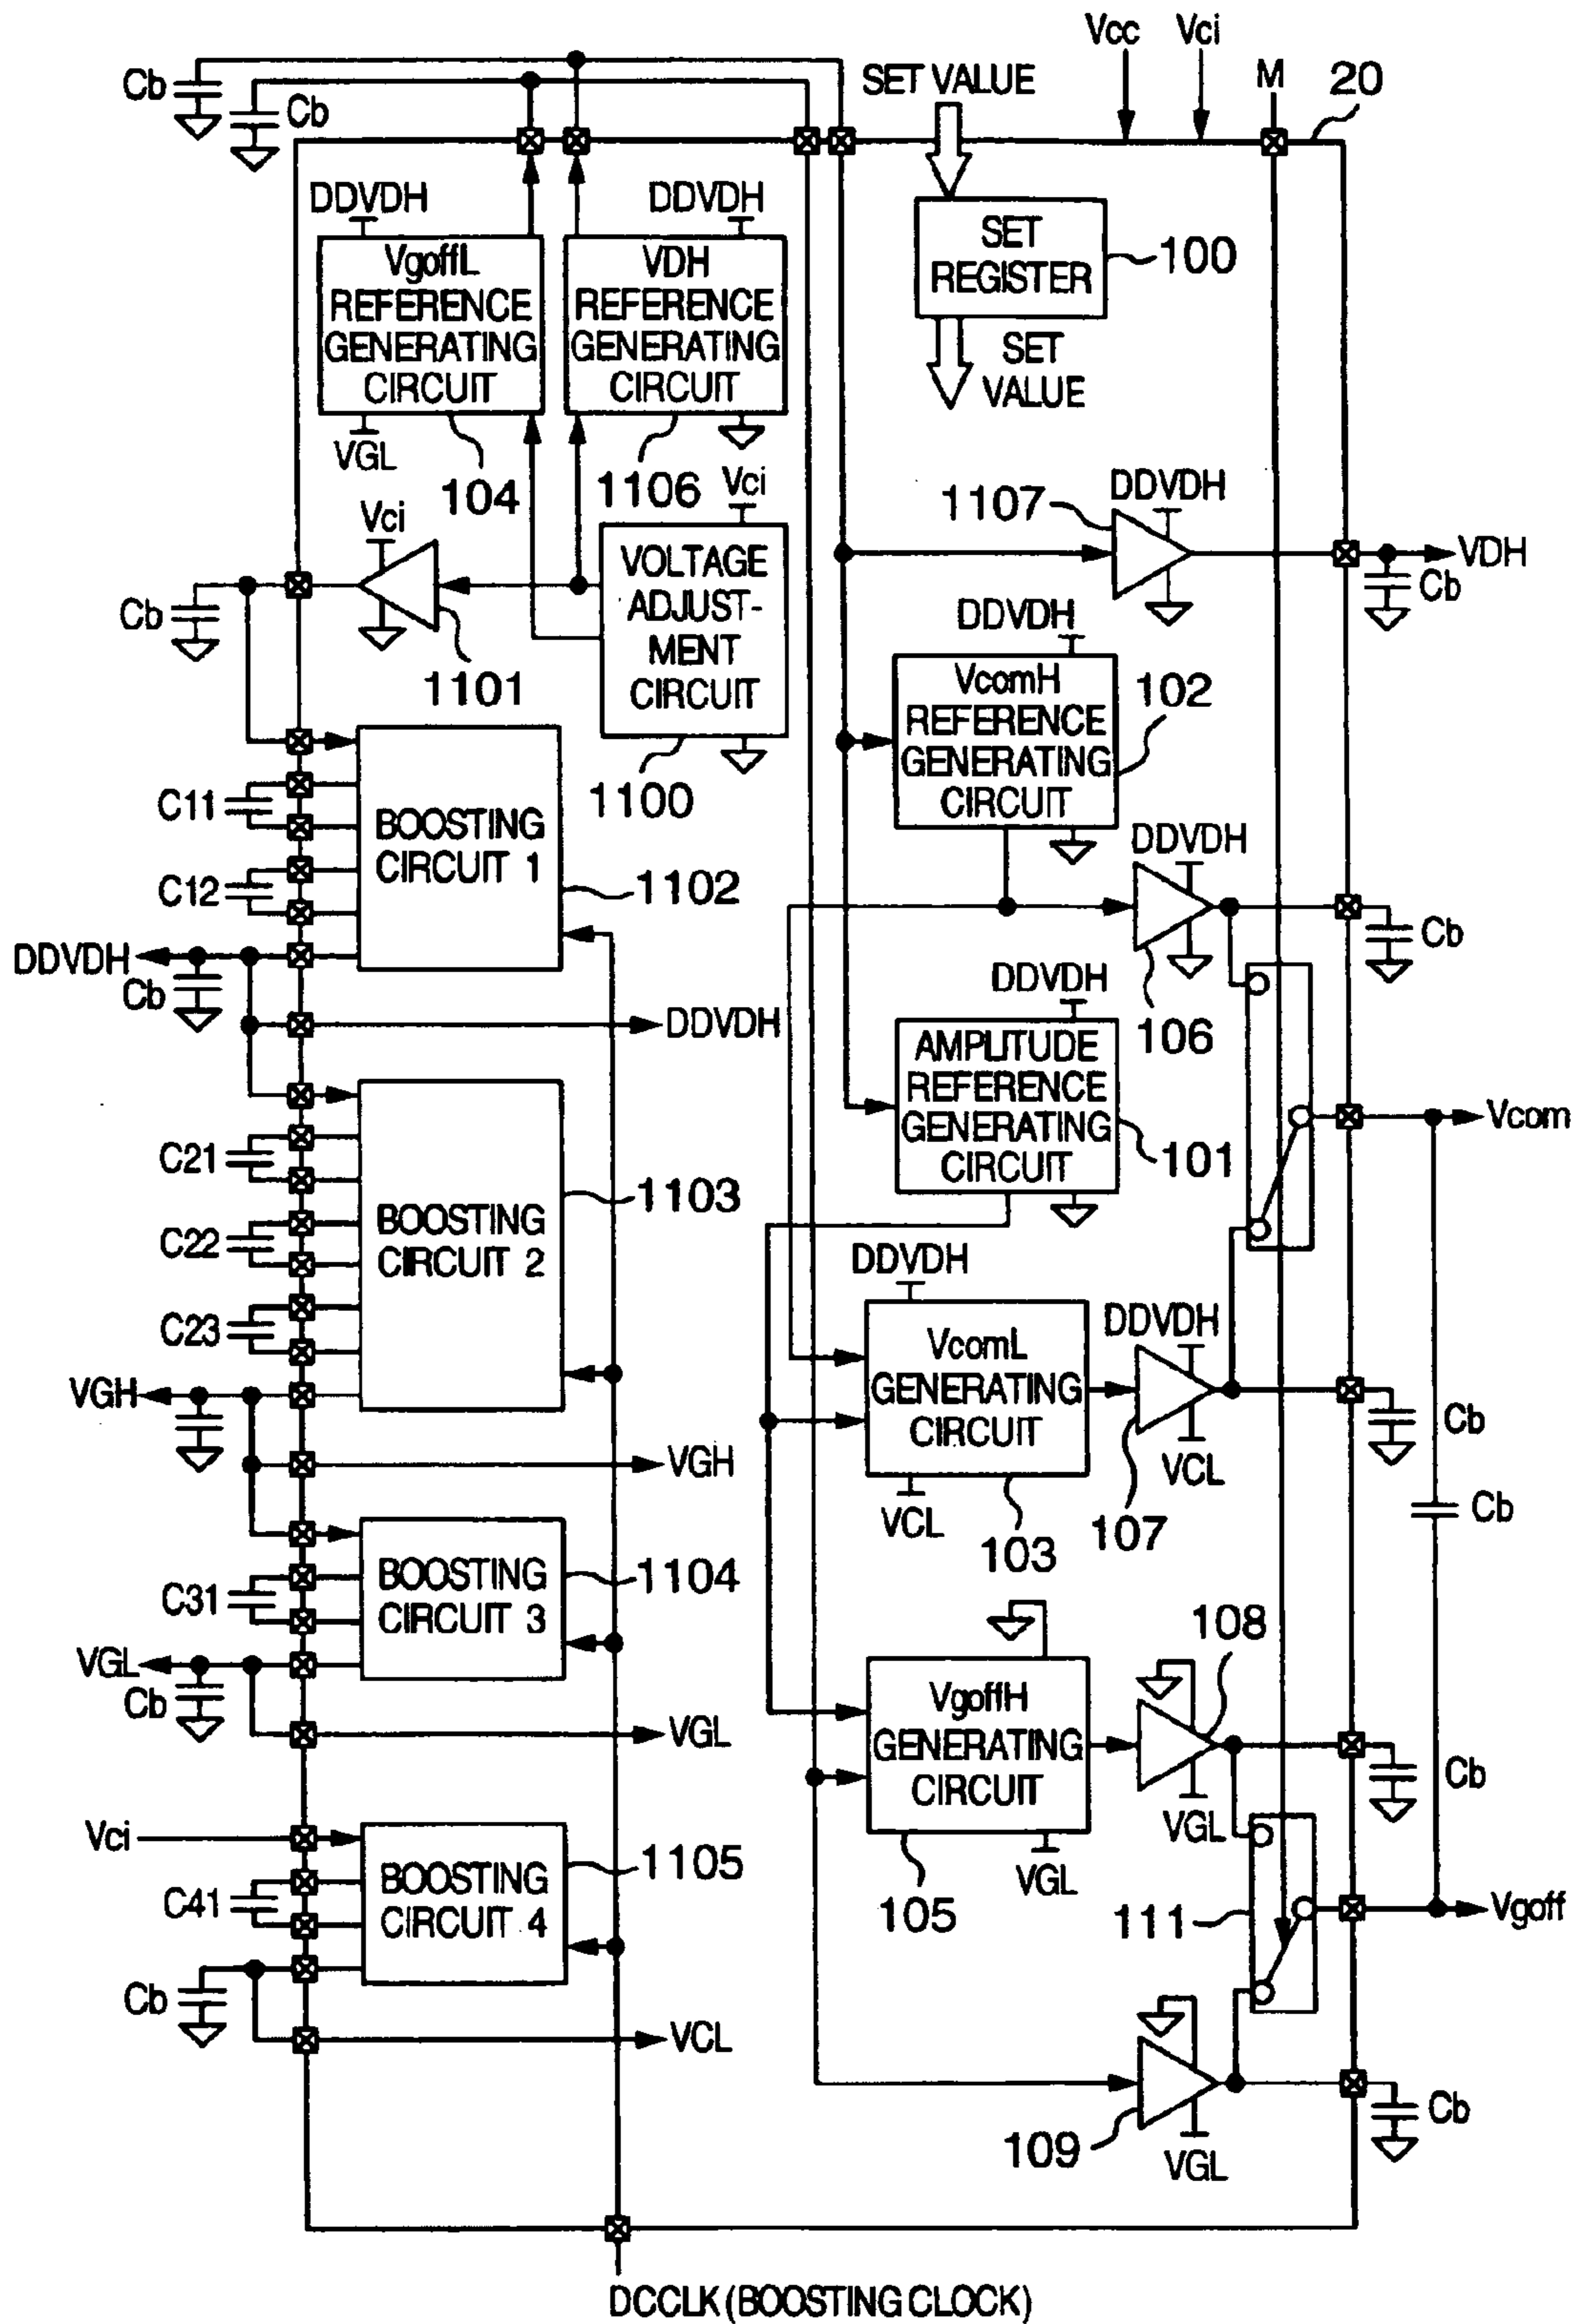 Vcc
Vci
Cb
Cb
SET VALUE
M
20
DDVDH
DDVDH
VgoffL
REFERENCE
GENERATING
CIRCUIT
VDH
REFERENCE
GENERATING
CIRCUIT
SET
REGISTER
100
SET
VALUE
VGL
104
1106
Vci
Vci
VOLTAGE
ADJUST-
MENT
CIRCUIT
Cb
1101
1100
1107
DDVDH
VDH
Cb
DDVDH
VcomH
REFERENCE
GENERATING
CIRCUIT
102
C11
C12
BOOSTING
CIRCUIT 1
1102
DDVDH
106
Cb
DDVDH
Cb
DDVDH
DDVDH
AMPLITUDE
REFERENCE
GENERATING
CIRCUIT
101
Vcom
C21
C22
C23
BOOSTING
CIRCUIT 2
1103
DDVDH
VcomL
GENERATING
CIRCUIT
DDVDH
VCL
103
107
VCL
Cb
Cb
VGH
VGH
C31
BOOSTING
CIRCUIT 3
1104
VGL
Cb
VGL
VgoffH
GENERATING
CIRCUIT
108
VGL
VGL
105
Cb
111
Vgoff
Vci
C41
BOOSTING
CIRCUIT 4
1105
Cb
VCL
109
VGL
Cb
DCCLK (BOOSTING CLOCK)